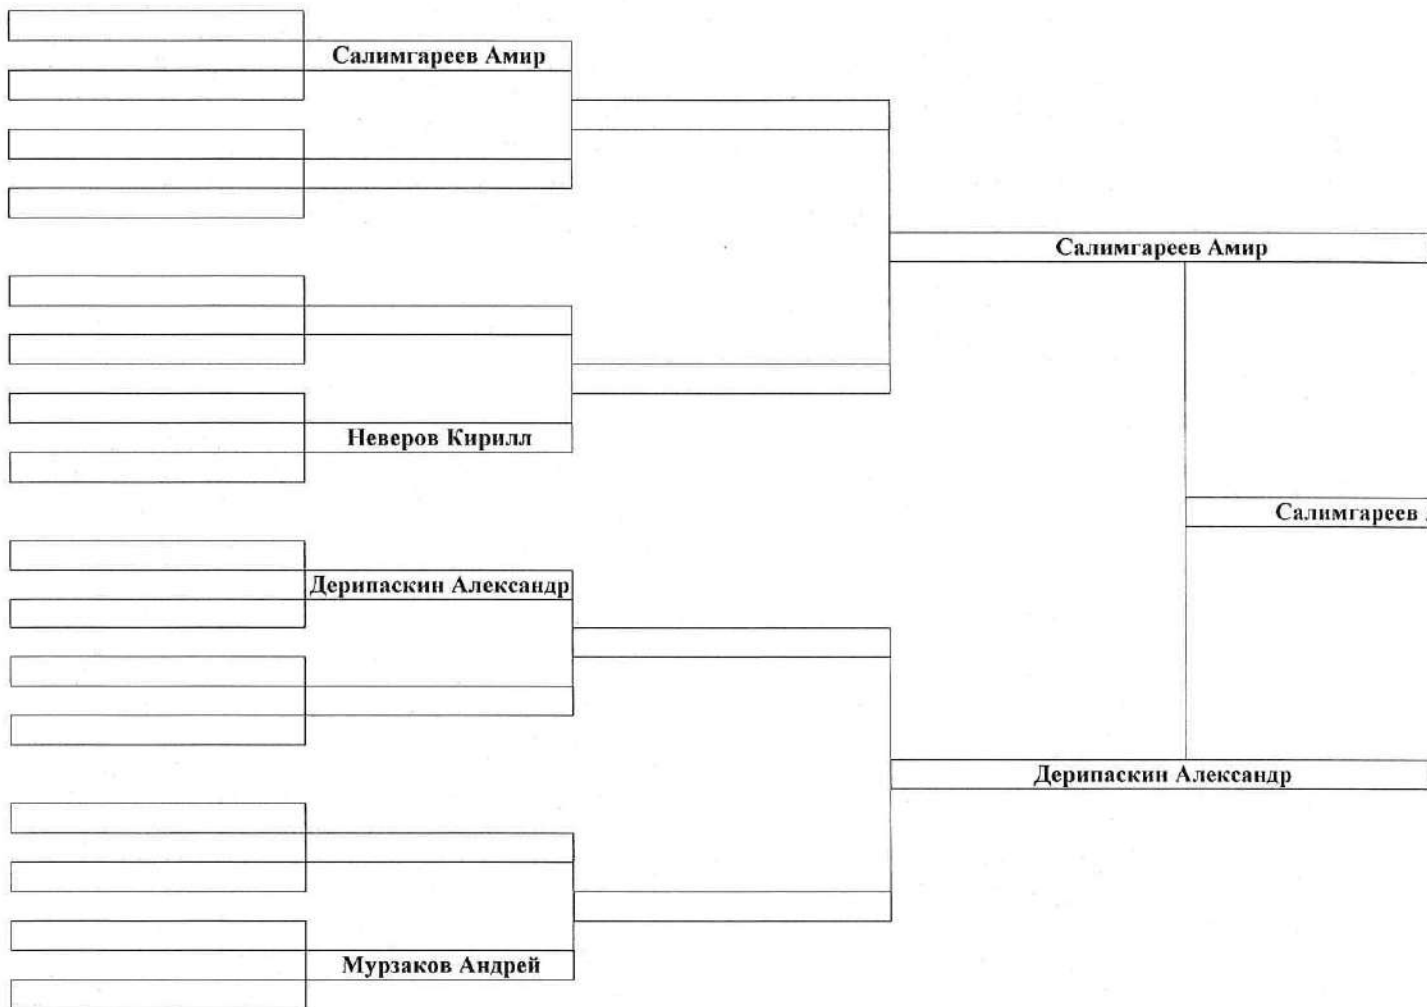 Салимгареев Амир
Салимгареев Амир
Неверов Кирилл
Салимгареев
Дерипаскин Александр
Дерипаскин Александр
Мурзаков Андрей